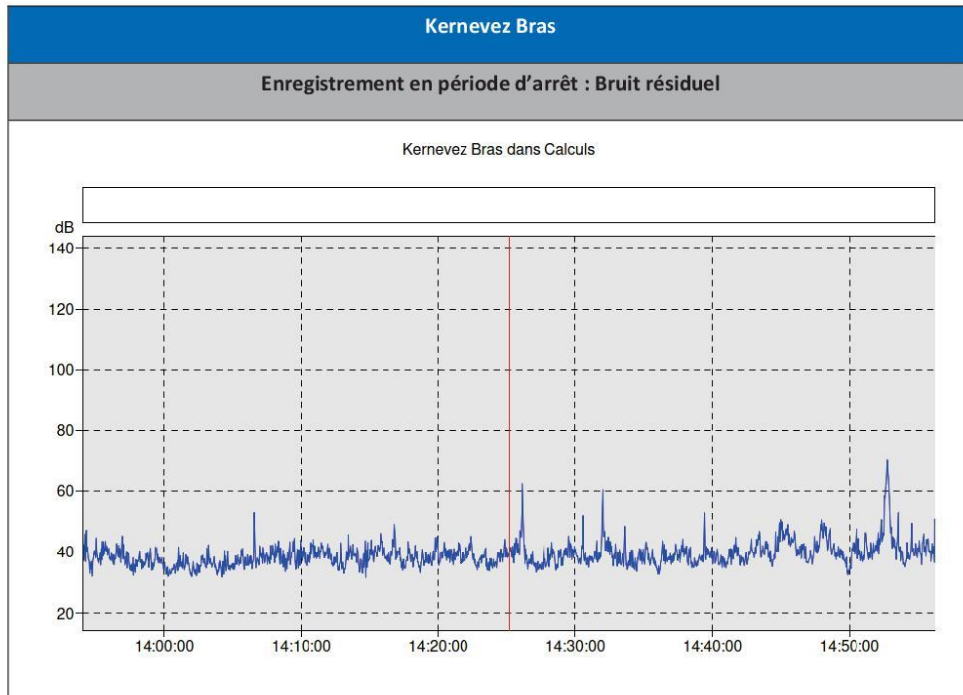 Kernevez Bras
Enregistrement en période d'arrêt : Bruit résiduel
Kernevez Bras dans Calculs
dB
140
120
100
80
60
40
20
14:00:00 14:10:00 14:20:00 14:30:00 14:40:00 14:50:00